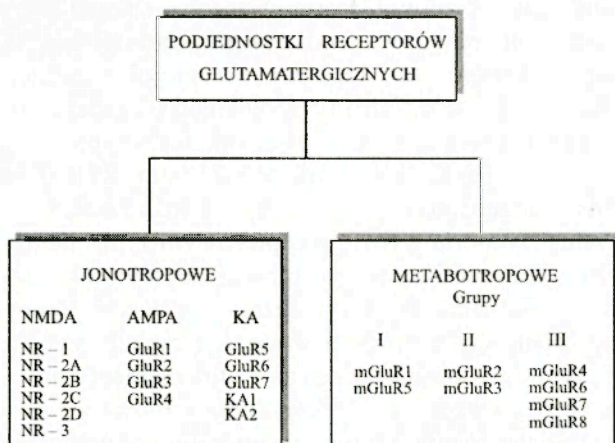 PODJEDNOSTKI RECEPTORÓW
GLUTAMATERGICZNYCH
JONOTROPOWE
NMDA AMPA KA
NR – 1 GluR1 GluR5
NR – 2A GluR2 GluR6
NR – 2B GluR3 GluR7
NR – 2C GluR4 KA1
NR – 2D KA2
NR – 3
METABOTROPOWE
Grupy
I II III
mGluR1 mGluR2 mGluR4
mGluR5 mGluR3 mGluR6
mGluR7
mGluR8